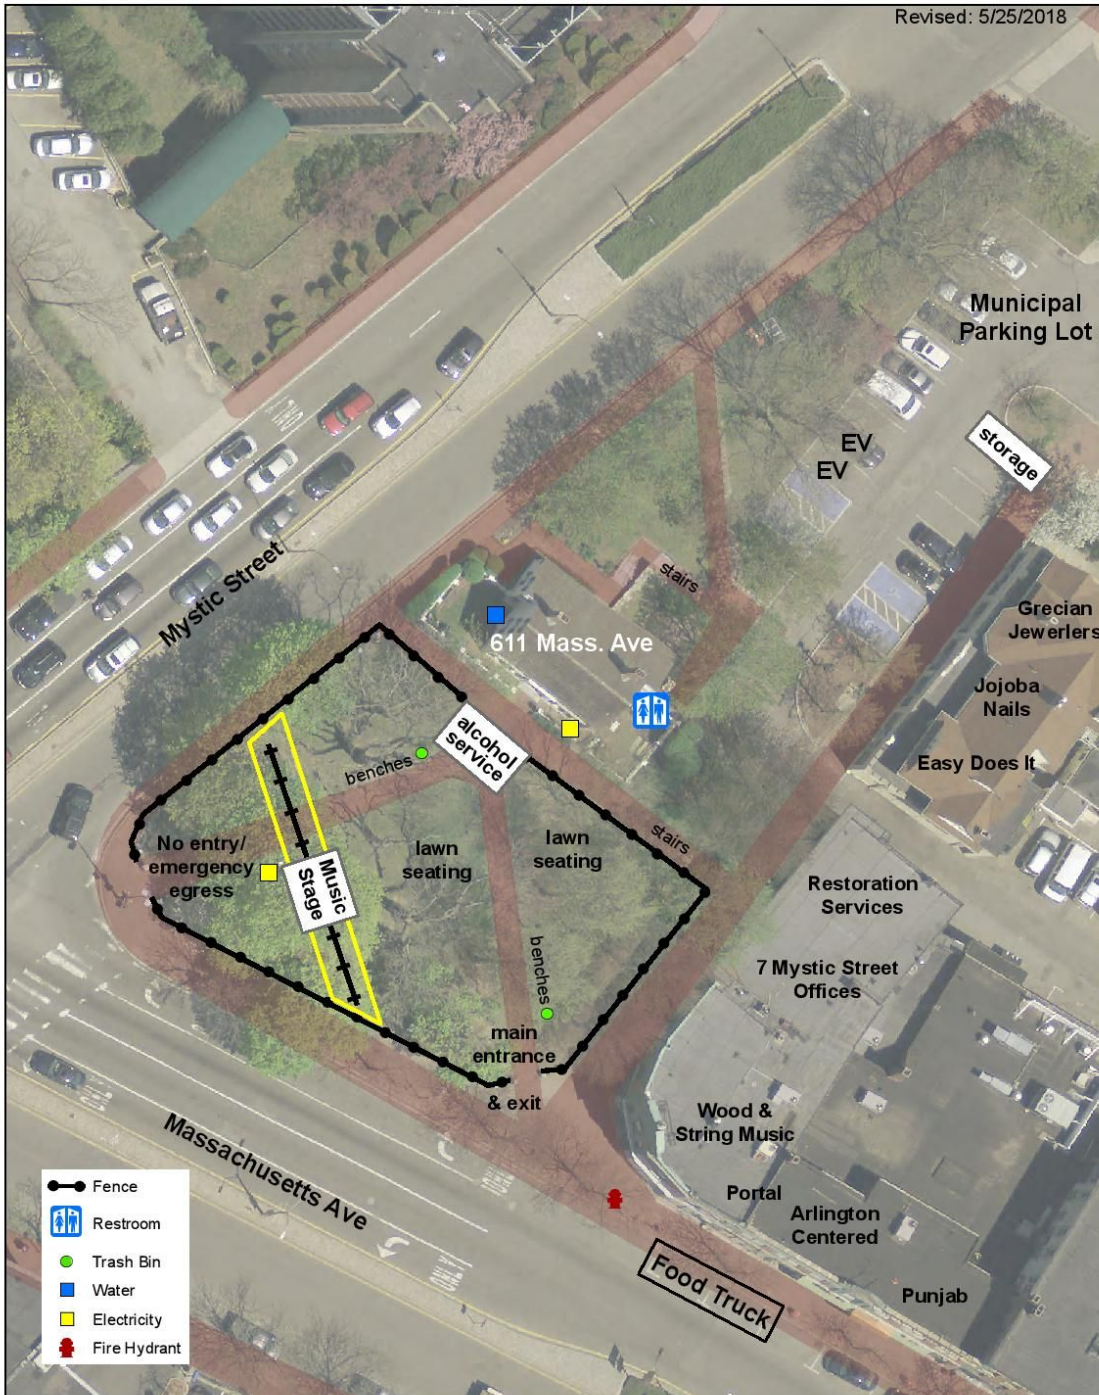 Revised: 5/25/2018
Municipal
Parking Lot
EV
EV
storage
Mystic Street
stairs
611 Mass. Ave
Grecian
Jewerlers
Jojoba
Nails
Easy Does It
alcohol
service
benches
No entry/
emergency
egress
Music
Stage
lawn
seating
lawn
seating
stairs
benches
main
entrance
& exit
Restoration
Services
7 Mystic Street
Offices
Wood &
String Music
Portal
Arlington
Centered
Punjab
Massachusetts Ave
ONLY
Food Truck
Fence
Restroom
Trash Bin
Water
Electricity
Fire Hydrant